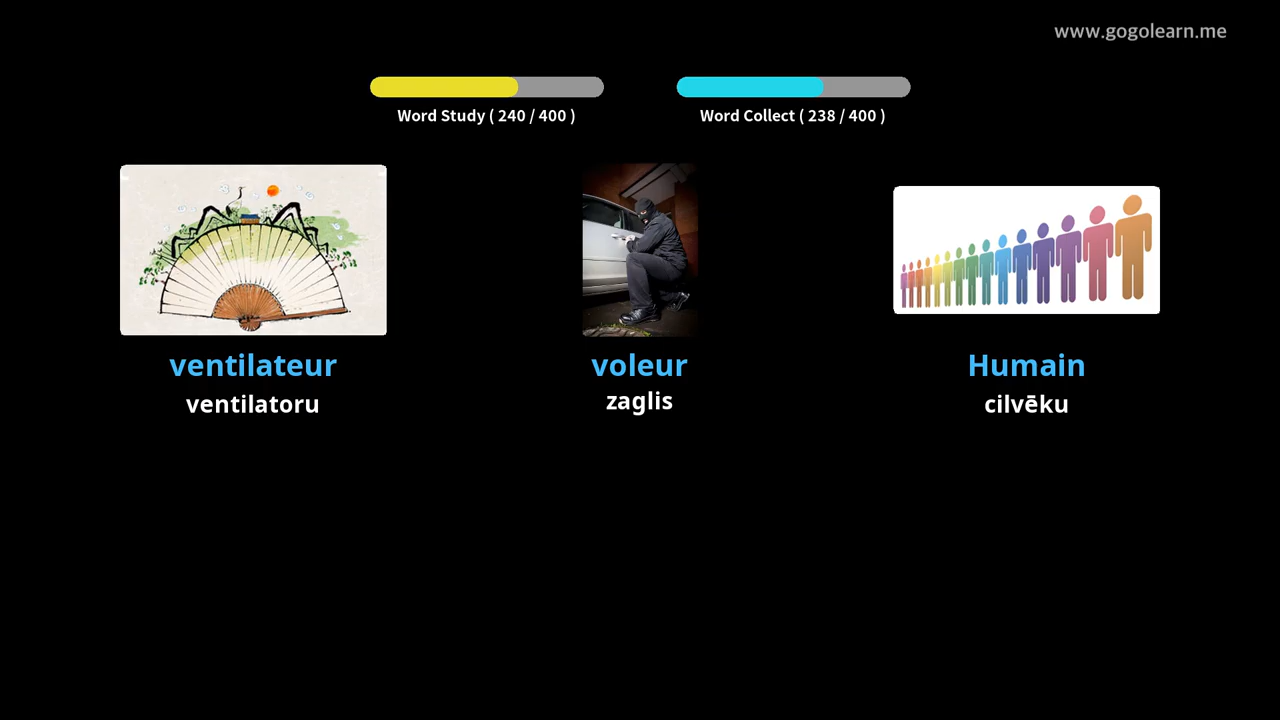 www.gogolearn.me
Word Study ( 240 / 400 )
Word Collect ( 238 / 400 )
ventilateur
ventilatoru
voleur
zaglis
Humain
cilvēku